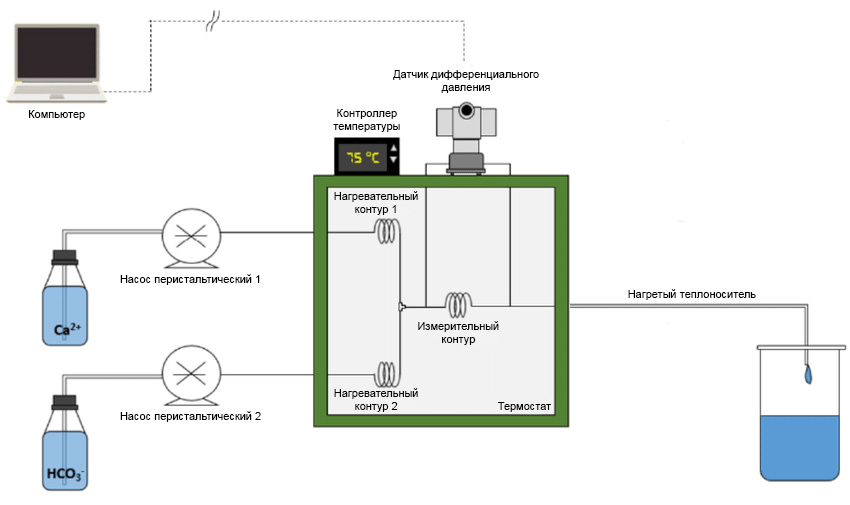 Компьютер
Датчик дифференциального
давления
Контроллер
температуры
75 °C
Нагревательный
контур 1
Насос перистальтический 1
Ca²⁺
Нагретый теплоноситель
Измерительный
контур
Нагревательный
контур 2
Термостат
Насос перистальтический 2
HCO₃⁻